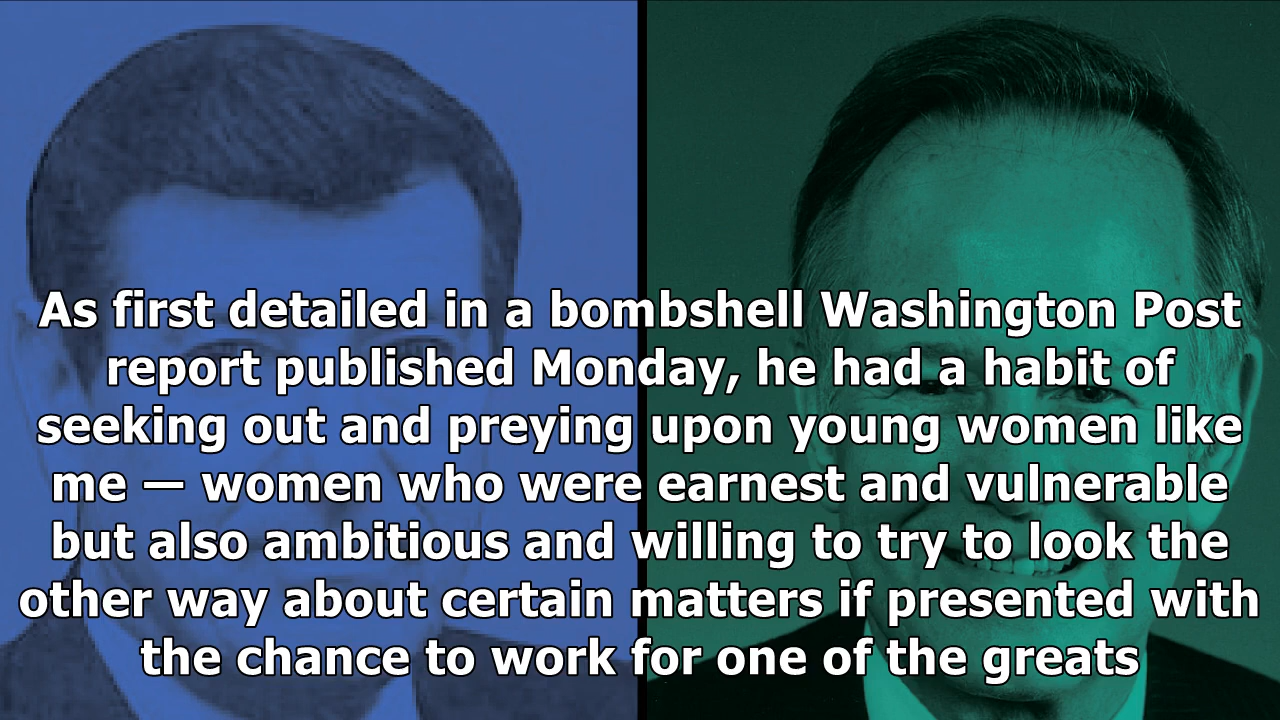 As first detailed in a bombshell Washington Post
report published Monday, he had a habit of
seeking out and preying upon young women like
me — women who were earnest and vulnerable
but also ambitious and willing to try to look the
other way about certain matters if presented with
the chance to work for one of the greats